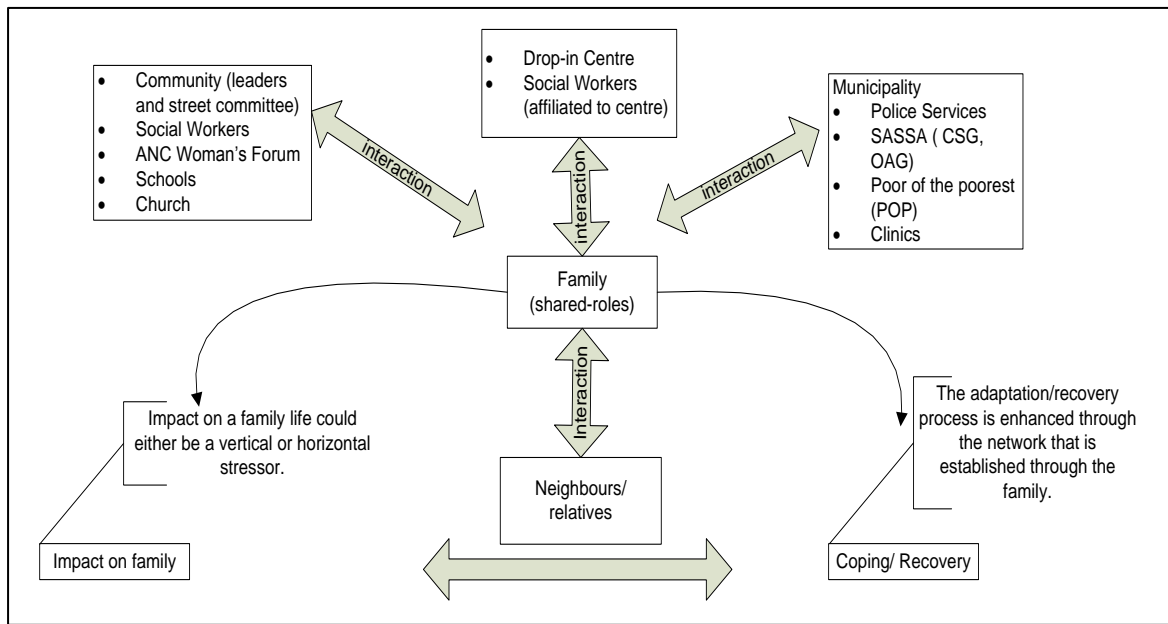 • Community (leaders
and street committee)
• Social Workers
• ANC Woman's Forum
• Schools
• Church
• Drop-in Centre
• Social Workers
(affiliated to centre)
Municipality
• Police Services
• SASSA ( CSG,
OAG)
• Poor of the poorest
(POP)
• Clinics
interaction
interaction
interaction
Family
(shared-roles)
Interaction
Impact on a family life could
either be a vertical or horizontal
stressor.
The adaptation/recovery
process is enhanced through
the network that is
established through the
family.
Neighbours/
relatives
Impact on family
Coping/ Recovery